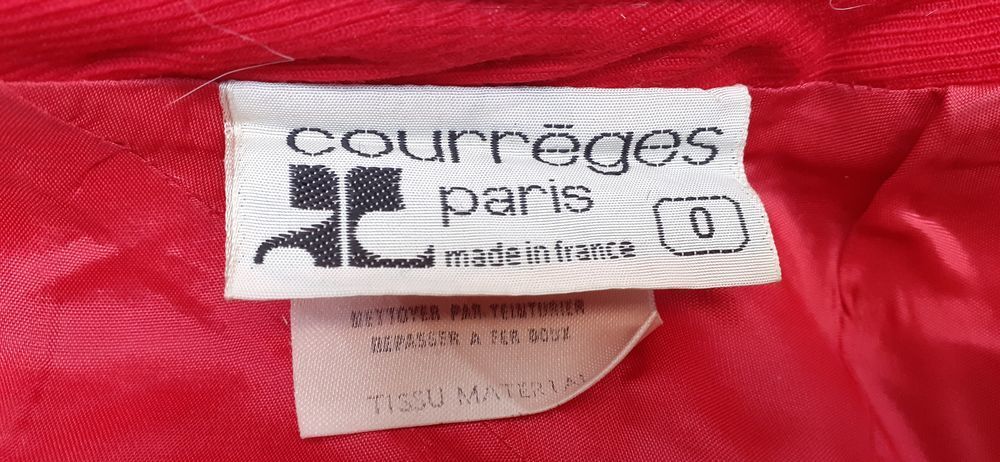 courrèges
paris
made in france
0
NETTOYER PAR TEINTURIER
REPASSER A FER DOUX
TISSU MATERIAL